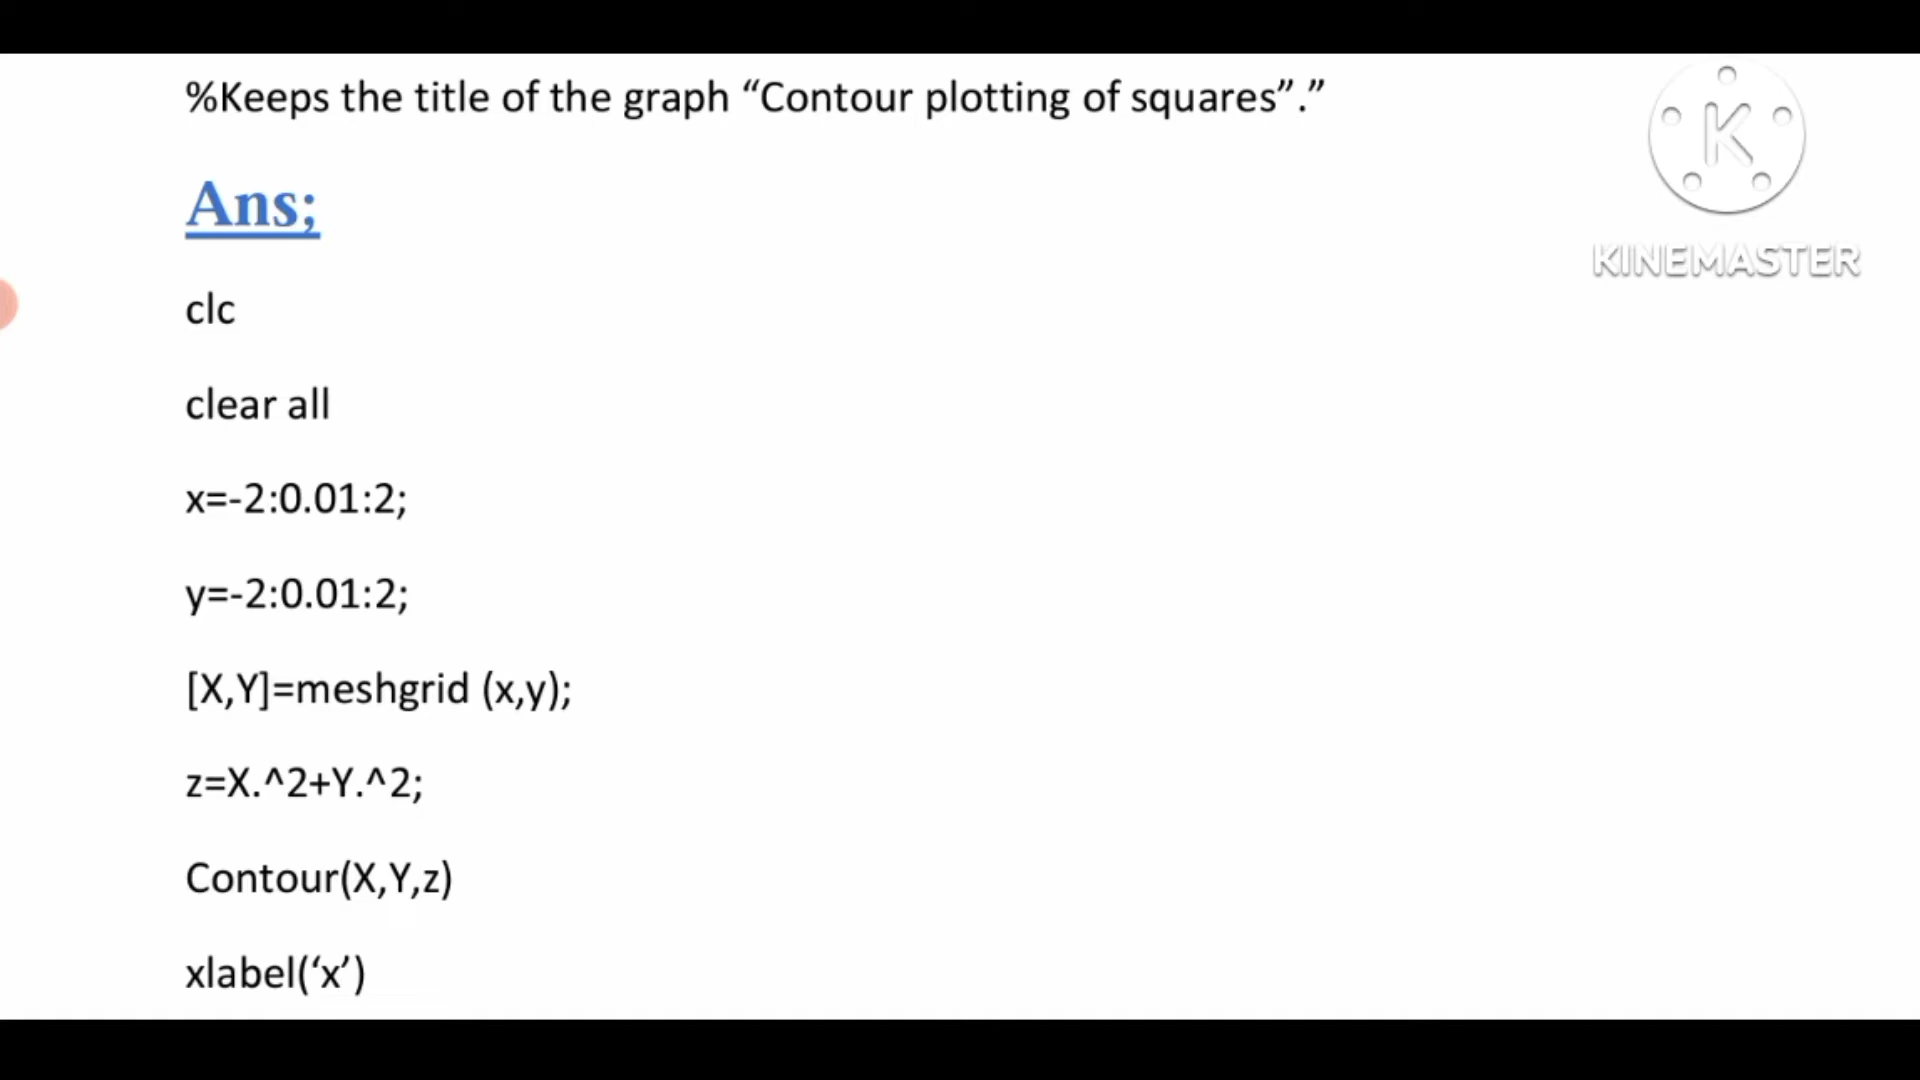 %Keeps the title of the graph “Contour plotting of squares”.”
Ans;
clc
clear all
x=-2:0.01:2;
y=-2:0.01:2;
[X,Y]=meshgrid (x,y);
z=X.^2+Y.^2;
Contour(X,Y,z)
xlabel(‘x’)
K
KINEMASTER